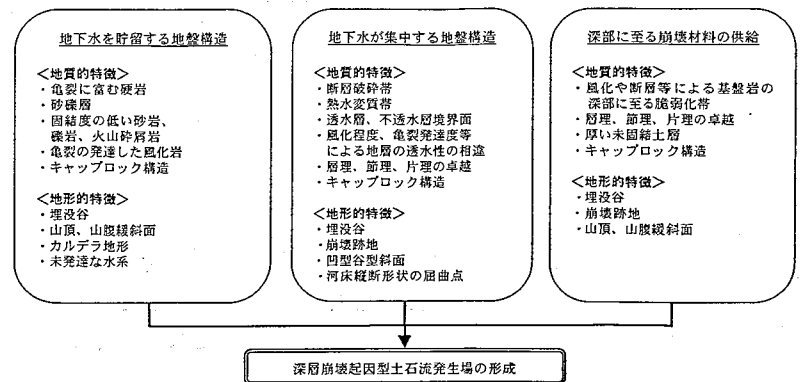 地下水を貯留する地盤構造
＜地質的特徴＞
・亀裂に富む硬岩
・砂礫層
・固結度の低い砂岩、
礫岩、火山砕屑岩
・亀裂の発達した風化岩
・キャップロック構造
＜地形的特徴＞
・埋没谷
・山頂、山腹緩斜面
・カルデラ地形
・未発達な水系
地下水が集中する地盤構造
＜地質的特徴＞
・断層破砕帯
・熱水変質帯
・透水層、不透水層境界面
・風化程度、亀裂発達度等
による地層の透水性の相違
・層理、節理、片理の卓越
・キャップロック構造
＜地形的特徴＞
・埋没谷
・崩壊跡地
・凹型谷型斜面
・河床縦断形状の屈曲点
深部に至る崩壊材料の供給
＜地質的特徴＞
・風化や断層等による基盤岩の
深部に至る脆弱化帯
・層理、節理、片理の卓越
・厚い未固結土層
・キャップロック構造
＜地形的特徴＞
・埋没谷
・崩壊跡地
・山頂、山腹緩斜面
深層崩壊起因型土石流発生場の形成